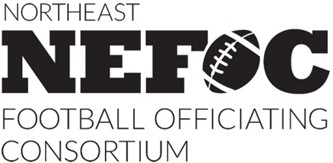 NORTHEAST
NEFOC
FOOTBALL OFFICIATING
CONSORTIUM